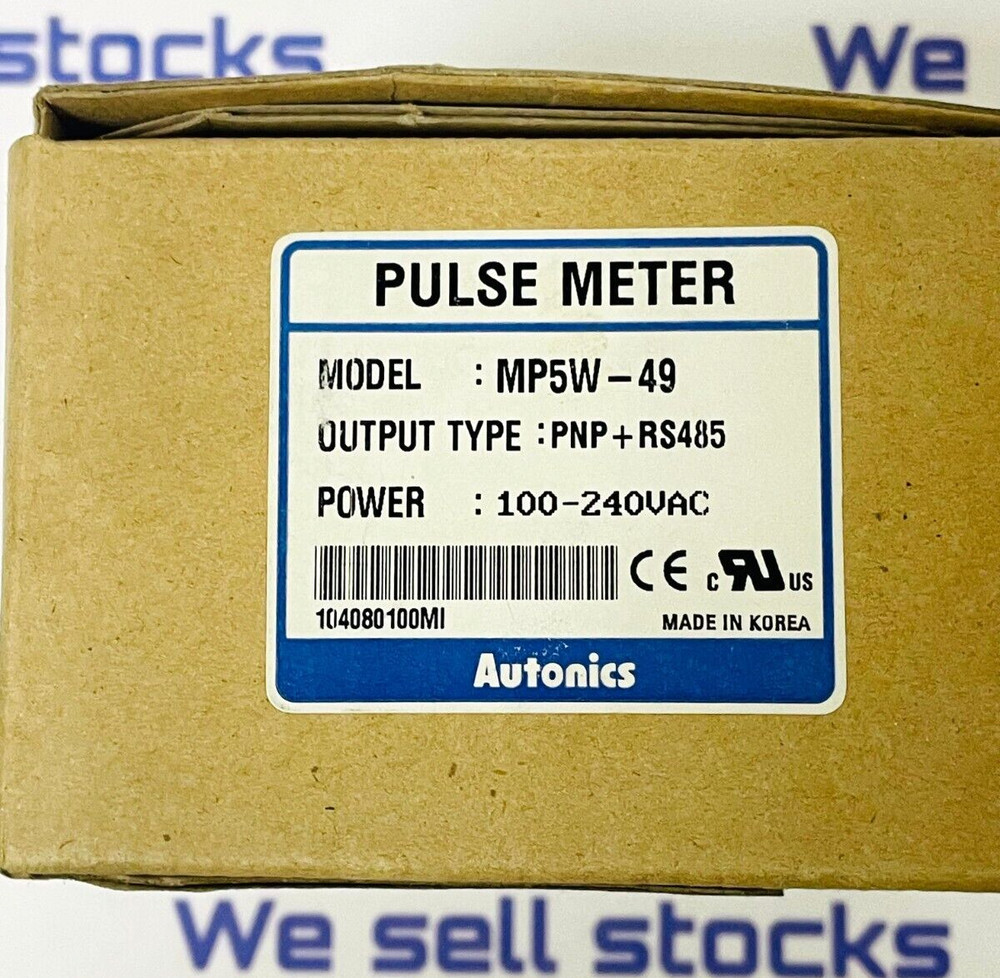 stocks We
PULSE METER
MODEL : MP5W-49
OUTPUT TYPE : PNP+RS485
POWER : 100-240VAC
CE c RU US
104080100MI MADE IN KOREA
Autonics
We sell stocks